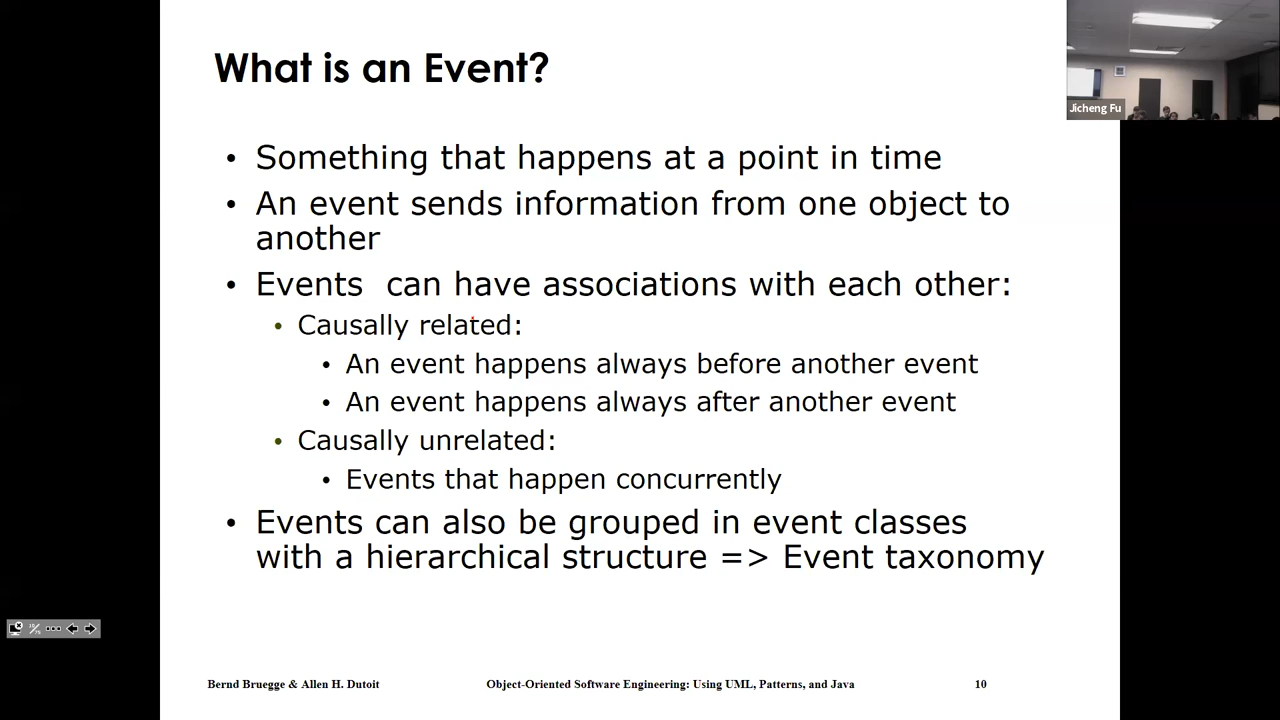 What is an Event?
Jicheng Fu
• Something that happens at a point in time
• An event sends information from one object to
another
• Events can have associations with each other:
• Causally related:
• An event happens always before another event
• An event happens always after another event
• Causally unrelated:
• Events that happen concurrently
• Events can also be grouped in event classes
with a hierarchical structure => Event taxonomy
Bernd Bruegge & Allen H. Dutoit Object-Oriented Software Engineering: Using UML, Patterns, and Java 10